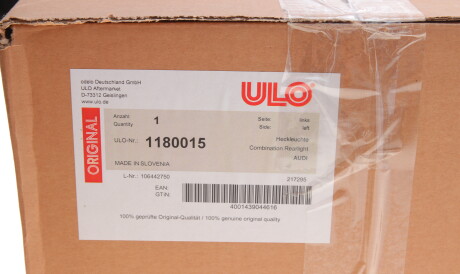 odelo Deutschland GmbH
ULO Aftermarket
D-73312 Geislingen
www.ulo.de
ULO
ORIGINAL
Anzahl
Quantity
1
Seite:
Side:
left
ULO-Nr.:
1180015
Heckleuchte
Combination Rearlight
AUDI
MADE IN SLOVENIA
L-Nr.: 108442750
217295
EAN:
GTIN:
4001439044616
100% geprüfte Original-Qualität / 100% genuine original quality